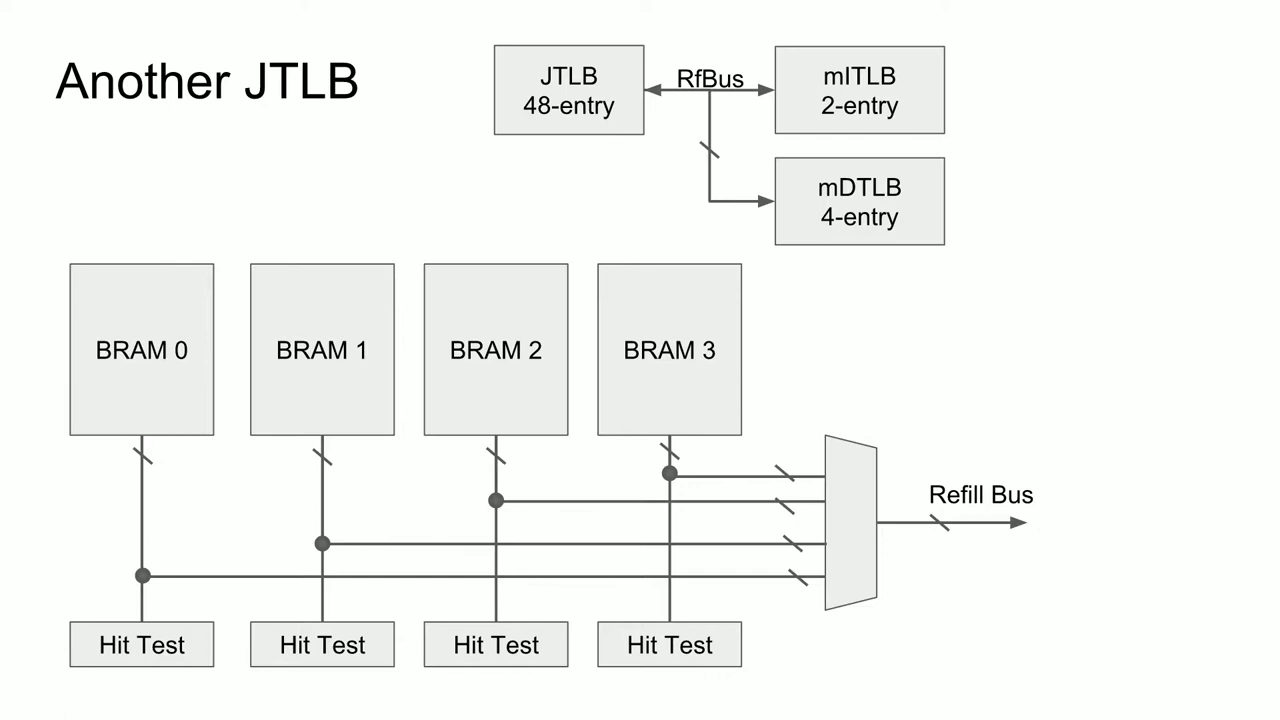 Another JTLB
JTLB
48-entry
RfBus
mITLB
2-entry
mDTLB
4-entry
BRAM 0
BRAM 1
BRAM 2
BRAM 3
Refill Bus
Hit Test
Hit Test
Hit Test
Hit Test